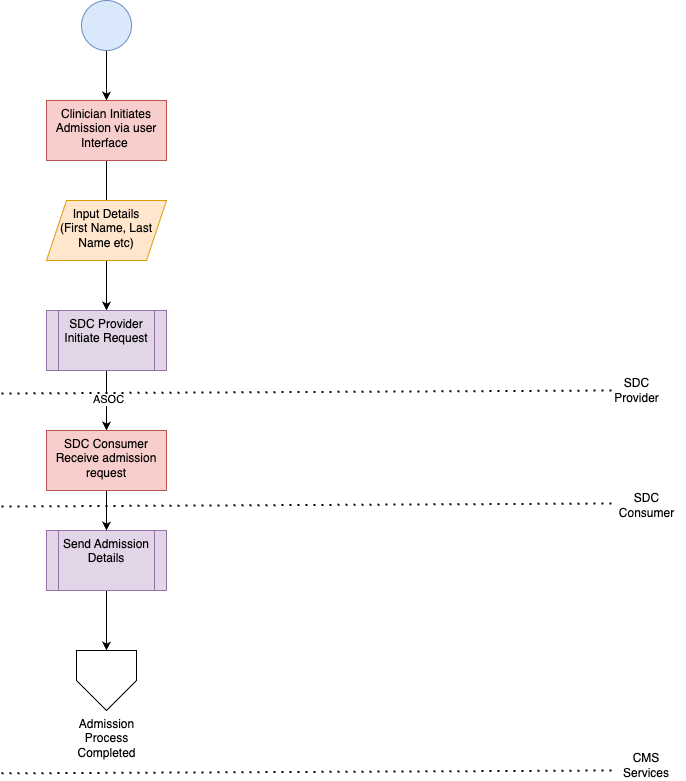 Clinician Initiates
Admission via user
Interface
Input Details
(First Name, Last
Name etc)
SDC Provider
Initiate Request
SDC
Provider
ASOC
SDC Consumer
Receive admission
request
SDC
Consumer
Send Admission
Details
Admission
Process
Completed
CMS
Services